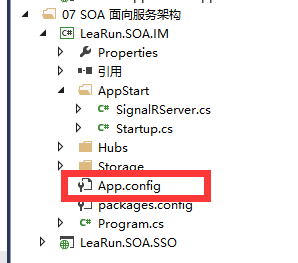 07 SOA 面向服务架构
LeaRun.SOA.IM
Properties
引用
AppStart
SignalRServer.cs
Startup.cs
Hubs
Storage
App.config
packages.config
Program.cs
LeaRun.SOA.SSO